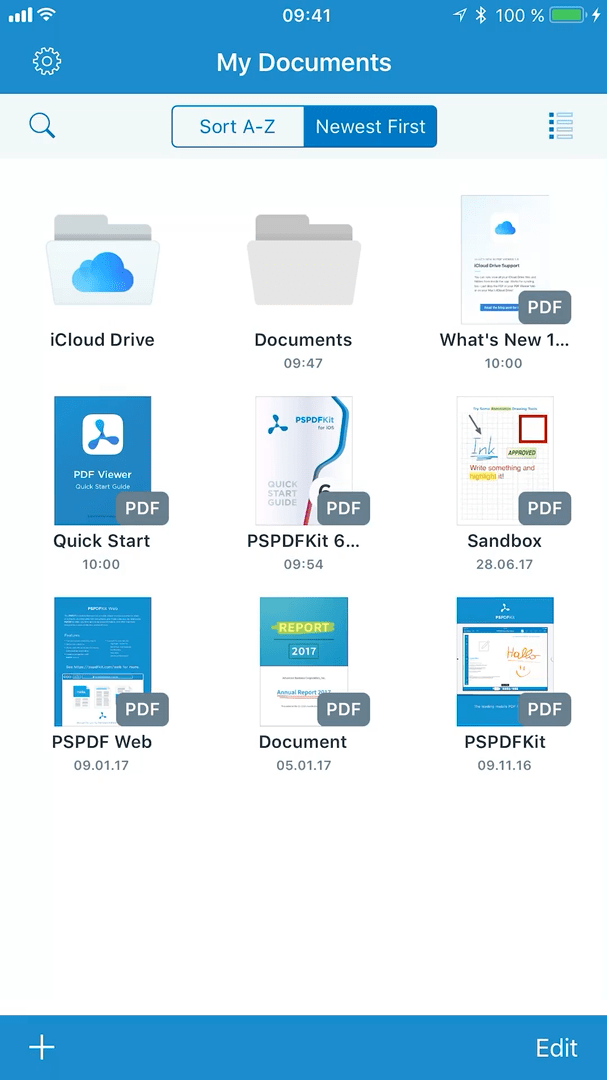 09:41
100 %
My Documents
Sort A-Z
Newest First
iCloud Drive
Documents
09:47
iCloud Drive Support
PDF
What's New 1...
10:00
PDF Viewer
Quick Start Guide
PDF
Quick Start
10:00
PSPDFKit
for iOS
QUICK
START
GUIDE
6
PDF
PSPDFKit 6...
09:54
Ink
APPROVED
Write something and
highlight it!
PDF
Sandbox
28.06.17
PSPDFKit Web
Features
PDF
PSPDF Web
09.01.17
REPORT
2017
Annual Report 2017
PDF
Document
05.01.17
PSPDFKit
Hallo
PDF
PSPDFKit
09.11.16
Edit